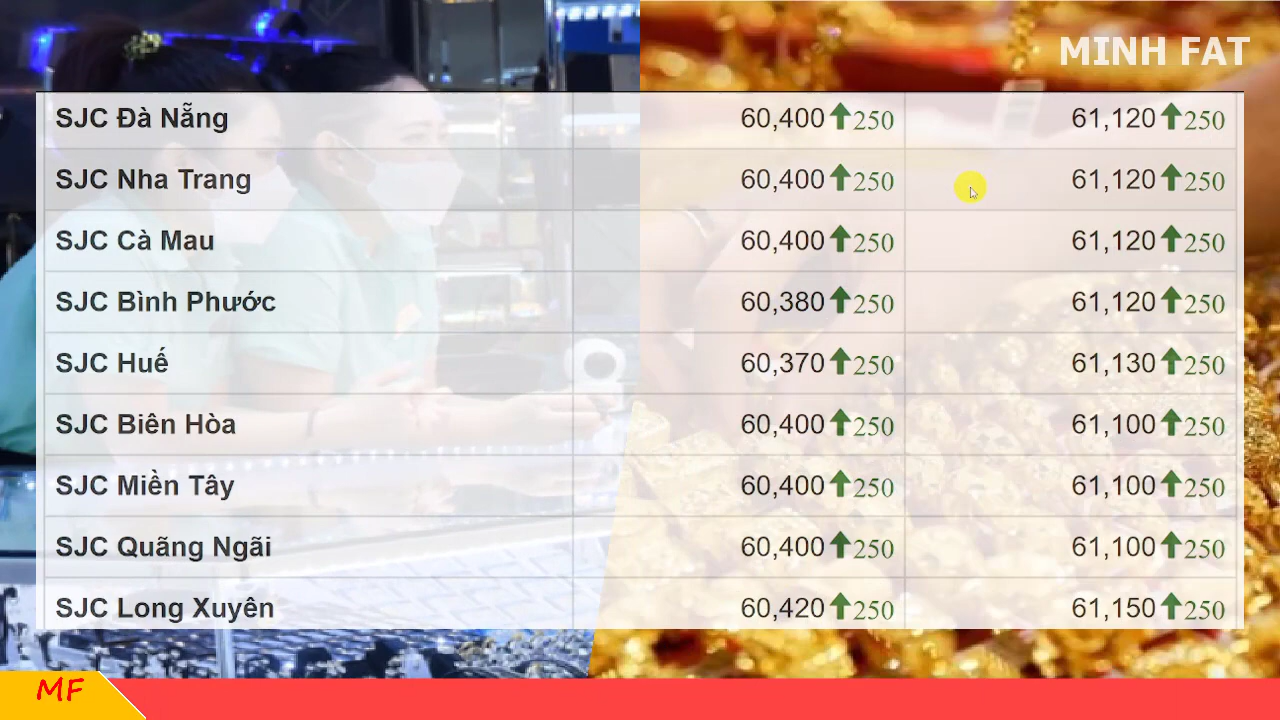 MINH FAT
SJC Đà Nẵng 60,400 250 61,120 250
SJC Nha Trang 60,400 250 61,120 250
SJC Cà Mau 60,400 250 61,120 250
SJC Bình Phước 60,380 250 61,120 250
SJC Huế 60,370 250 61,130 250
SJC Biên Hòa 60,400 250 61,100 250
SJC Miền Tây 60,400 250 61,100 250
SJC Quãng Ngãi 60,400 250 61,100 250
SJC Long Xuyên 60,420 250 61,150 250
MF